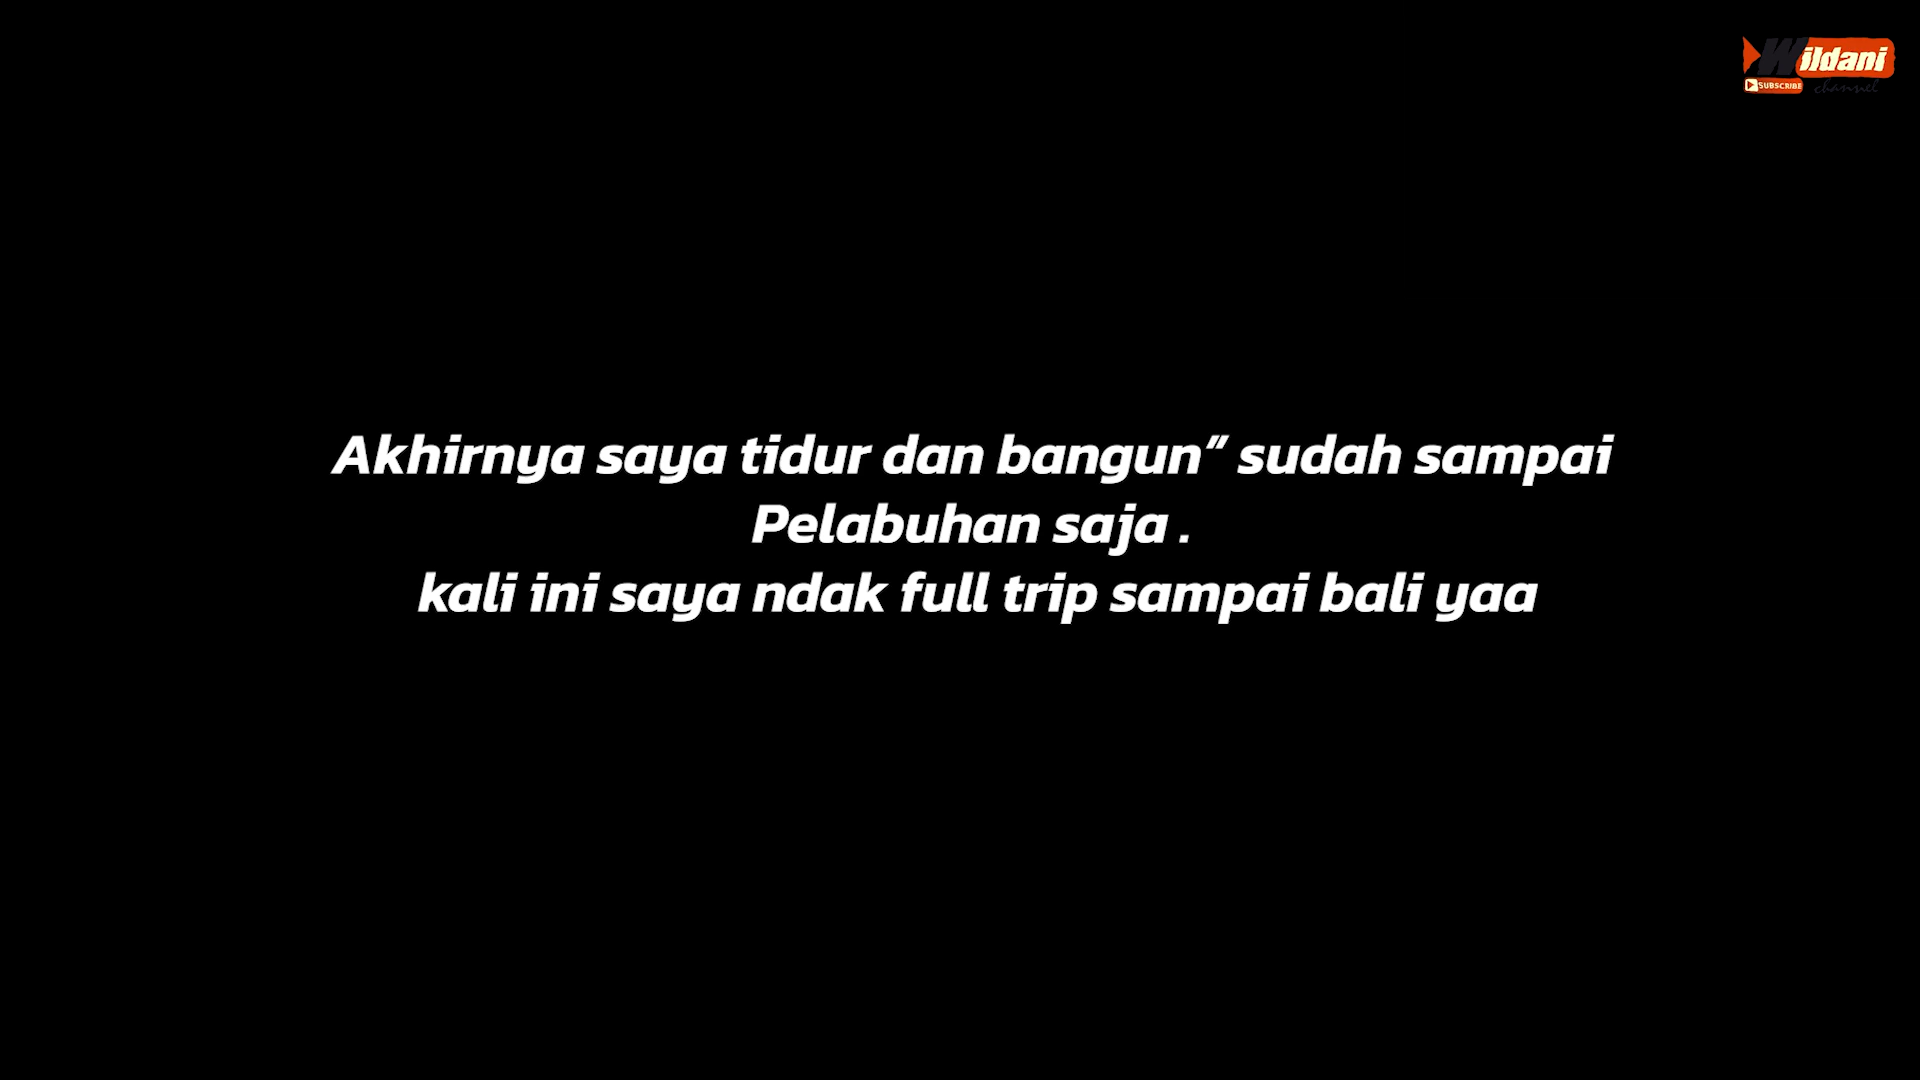 Wildani
SUBSCRIBE
channel
Akhirnya saya tidur dan bangun” sudah sampai
Pelabuhan saja .
kali ini saya ndak full trip sampai bali yaa